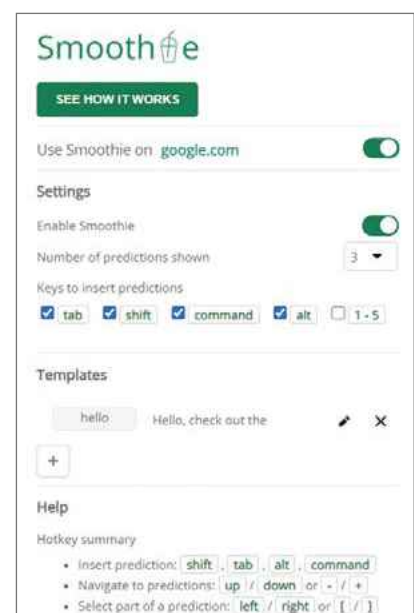 Smoothie
SEE HOW IT WORKS
Use Smoothie on google.com
Settings
Enable Smoothie
Number of predictions shown 3
Keys to insert predictions
tab shift command alt 1 - 5
Templates
hello Hello, check out the
+
Help
Hotkey summary
• Insert prediction: shift , tab , alt , command
• Navigate to predictions: up / down or - / +
• Select part of a prediction: left / right or [ / ]